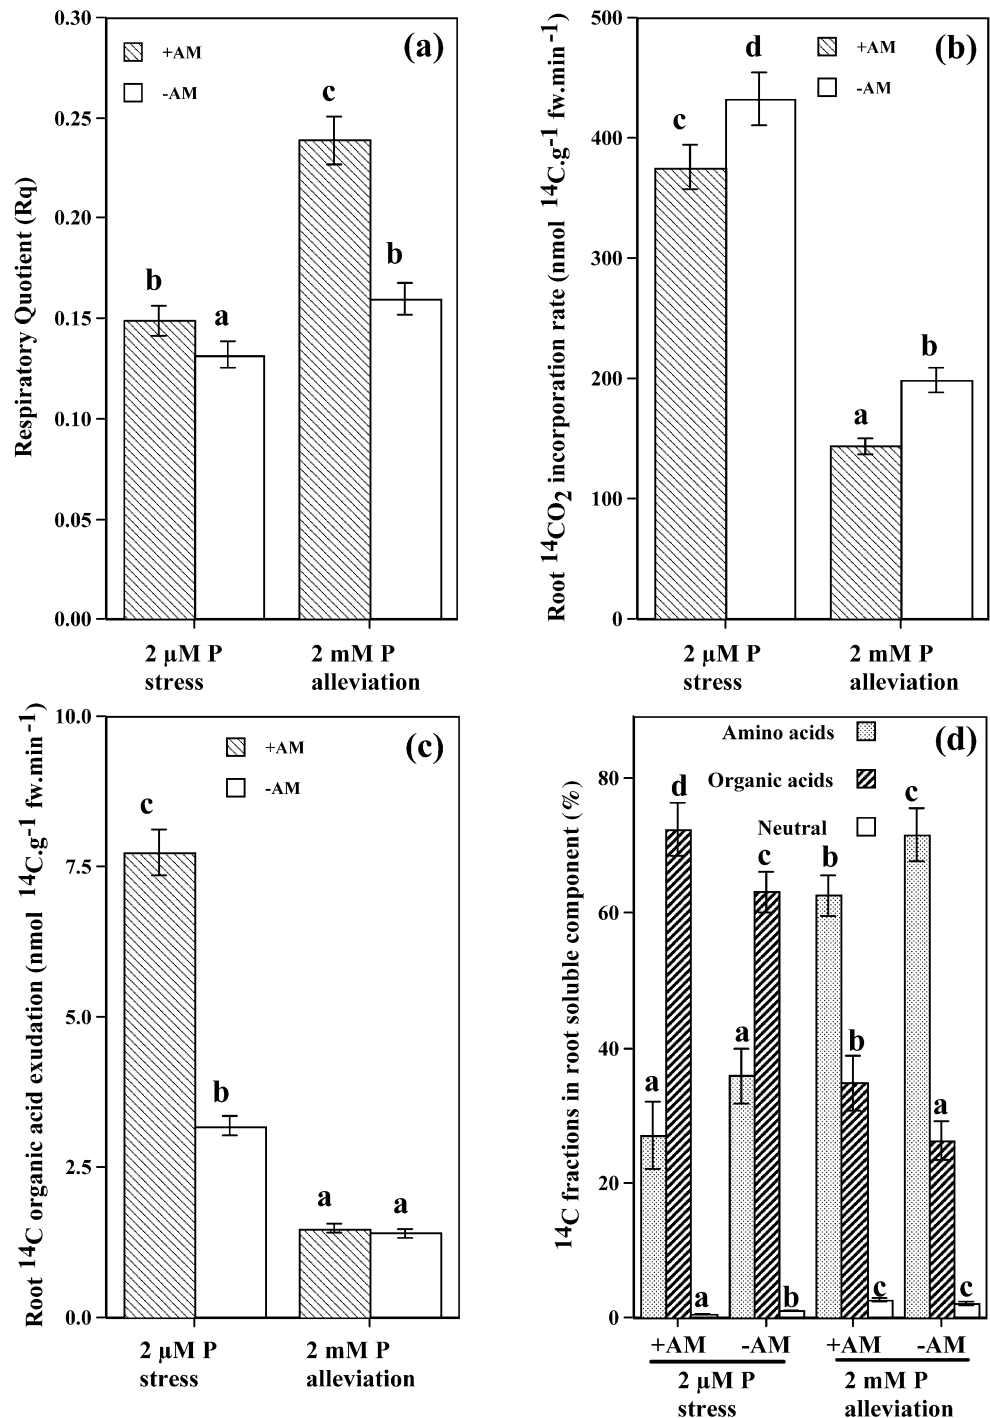 Respiratory Quotient (Rq)
0.30
0.25
0.20
0.15
0.10
0.05
0.00
+AM
-AM
(a)
b
a
c
b
2 µM P
stress
2 mM P
alleviation
Root ¹⁴CO₂ incorporation rate (nmol ¹⁴C.g⁻¹ fw.min⁻¹)
500
400
300
200
100
0
+AM
-AM
(b)
c
d
a
b
2 µM P
stress
2 mM P
alleviation
Root ¹⁴C organic acid exudation (nmol ¹⁴C.g⁻¹ fw.min⁻¹)
10.0
7.5
5.0
2.5
0.0
+AM
-AM
(c)
c
b
a
a
2 µM P
stress
2 mM P
alleviation
¹⁴C fractions in root soluble component (%)
80
60
40
20
0
Amino acids
Organic acids
Neutral
(d)
a
d
a
a
c
b
b
b
c
c
a
c
+AM
-AM
+AM
-AM
2 µM P
stress
2 mM P
alleviation